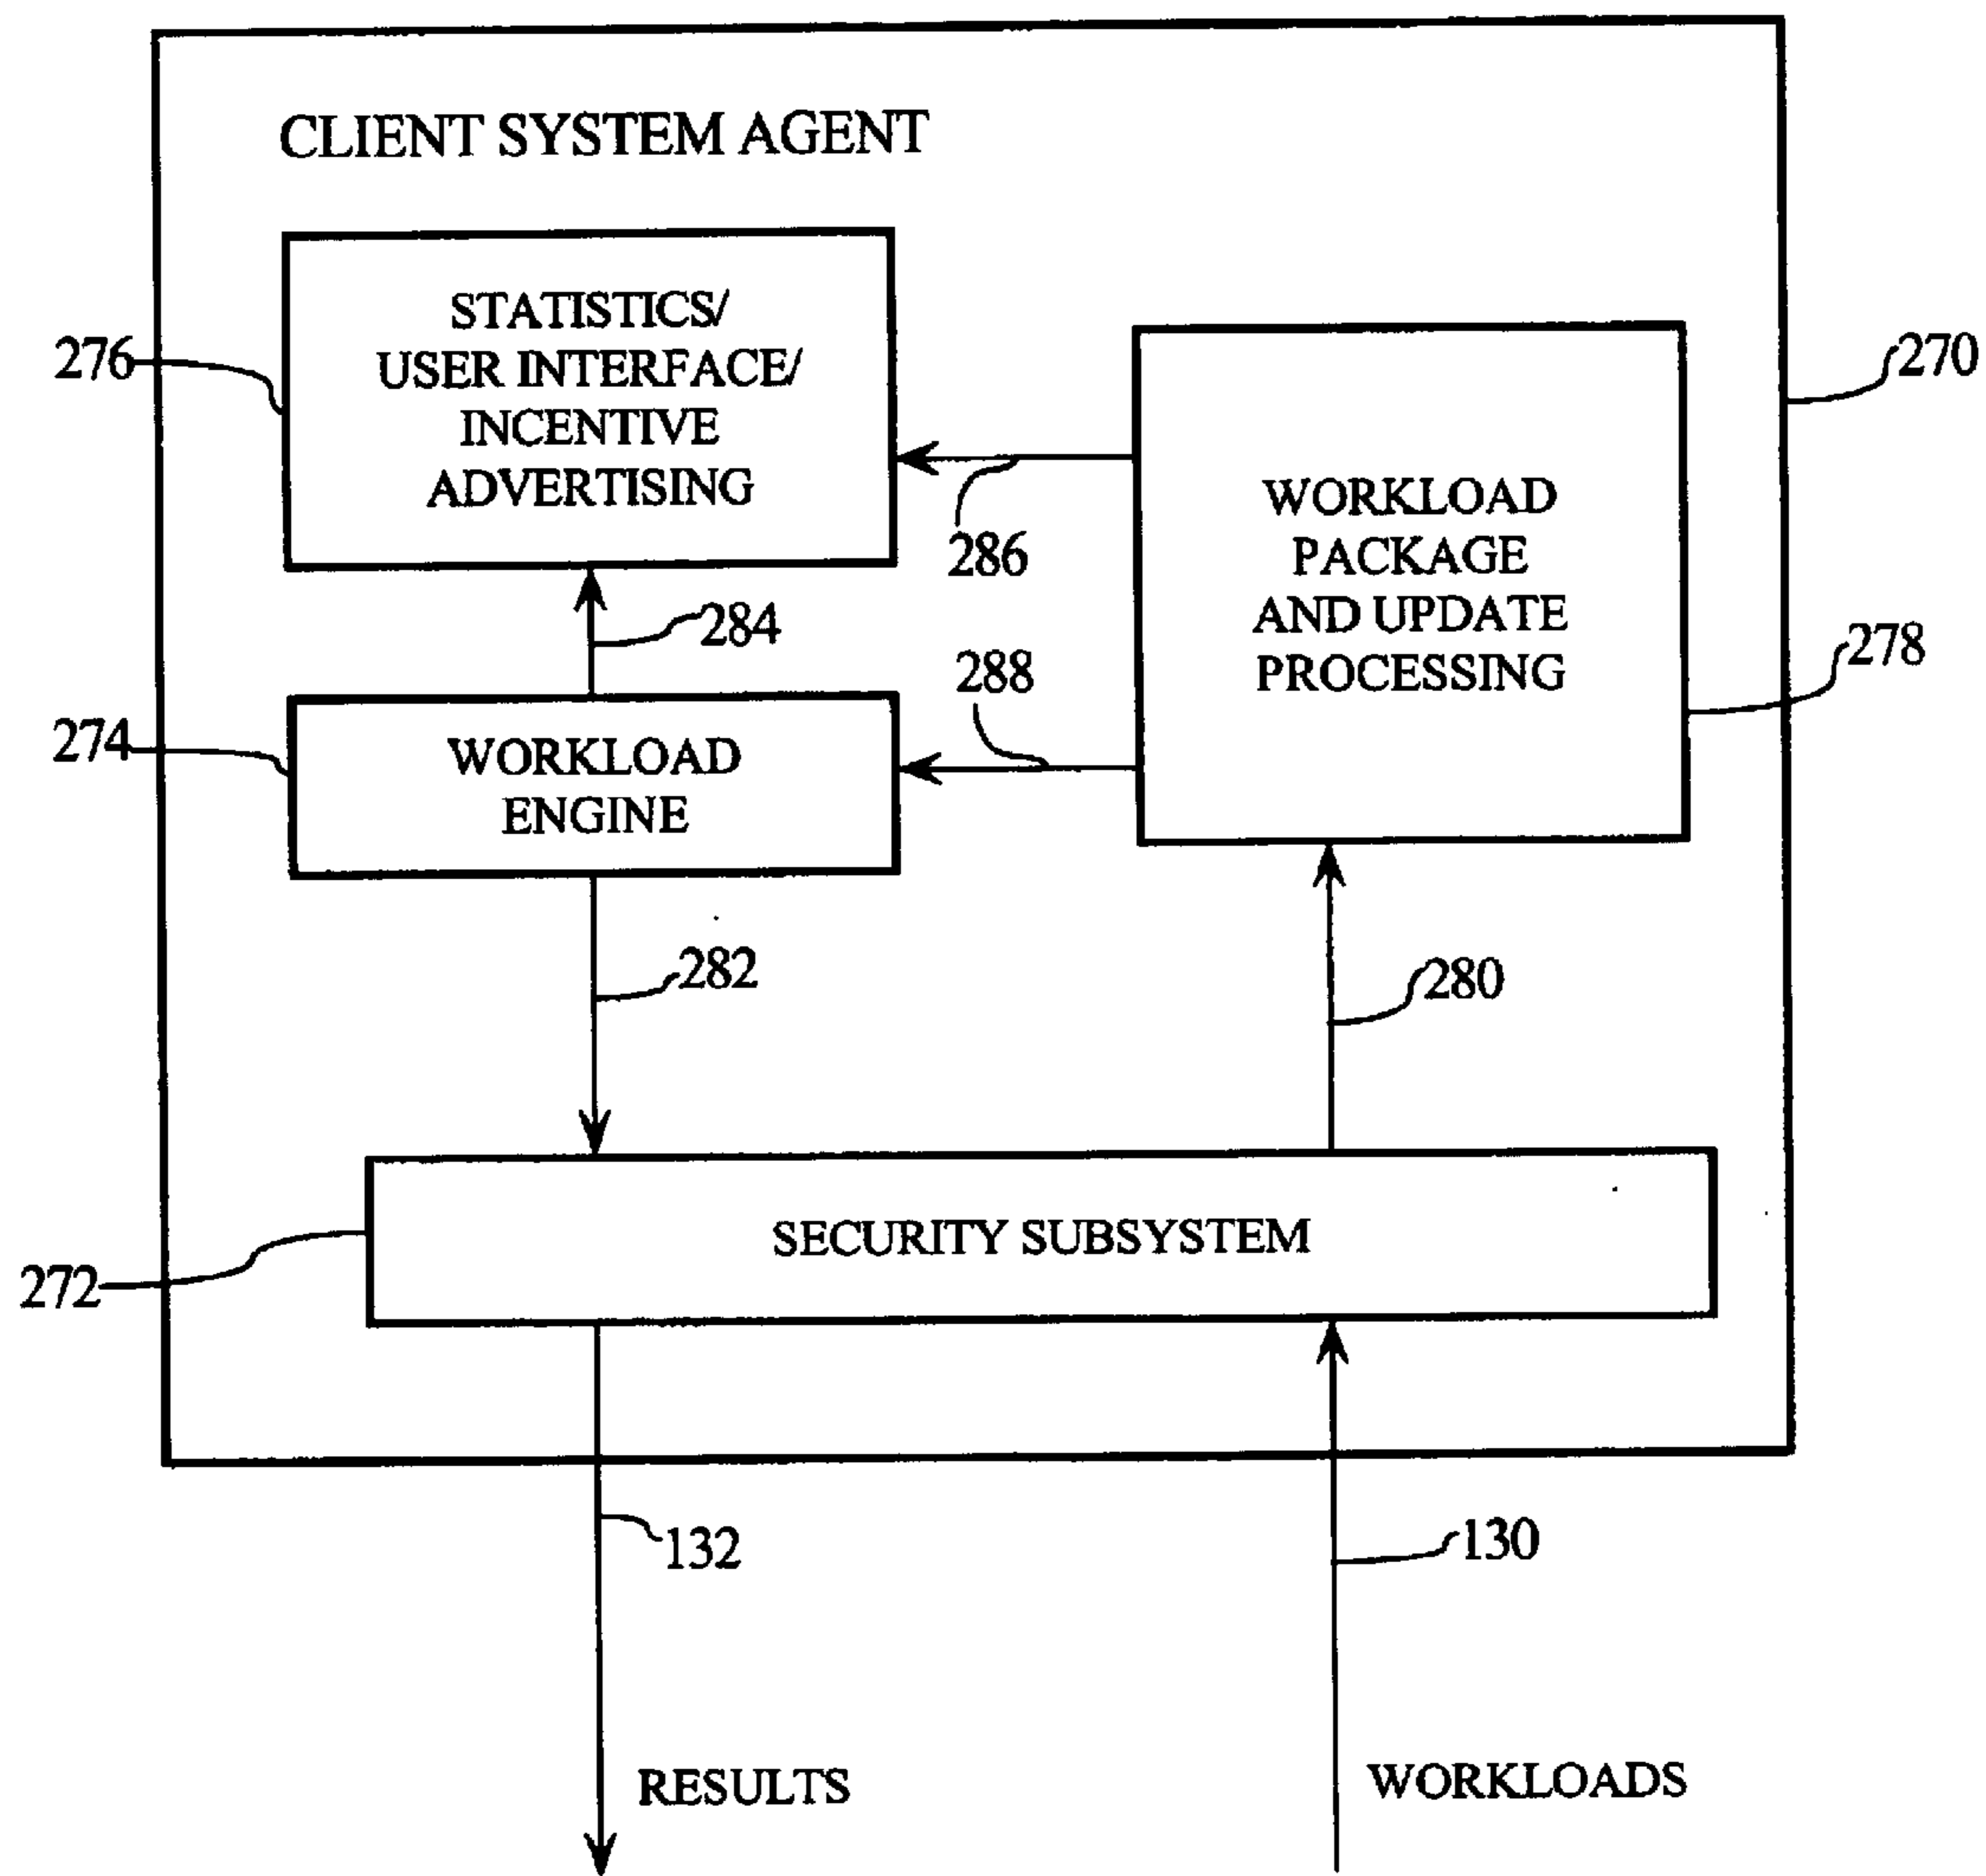 CLIENT SYSTEM AGENT
STATISTICS/
USER INTERFACE/
INCENTIVE
ADVERTISING
276
270
WORKLOAD
PACKAGE
AND UPDATE
PROCESSING
286
284
288
278
274
WORKLOAD
ENGINE
282
280
SECURITY SUBSYSTEM
272
132
130
RESULTS
WORKLOADS